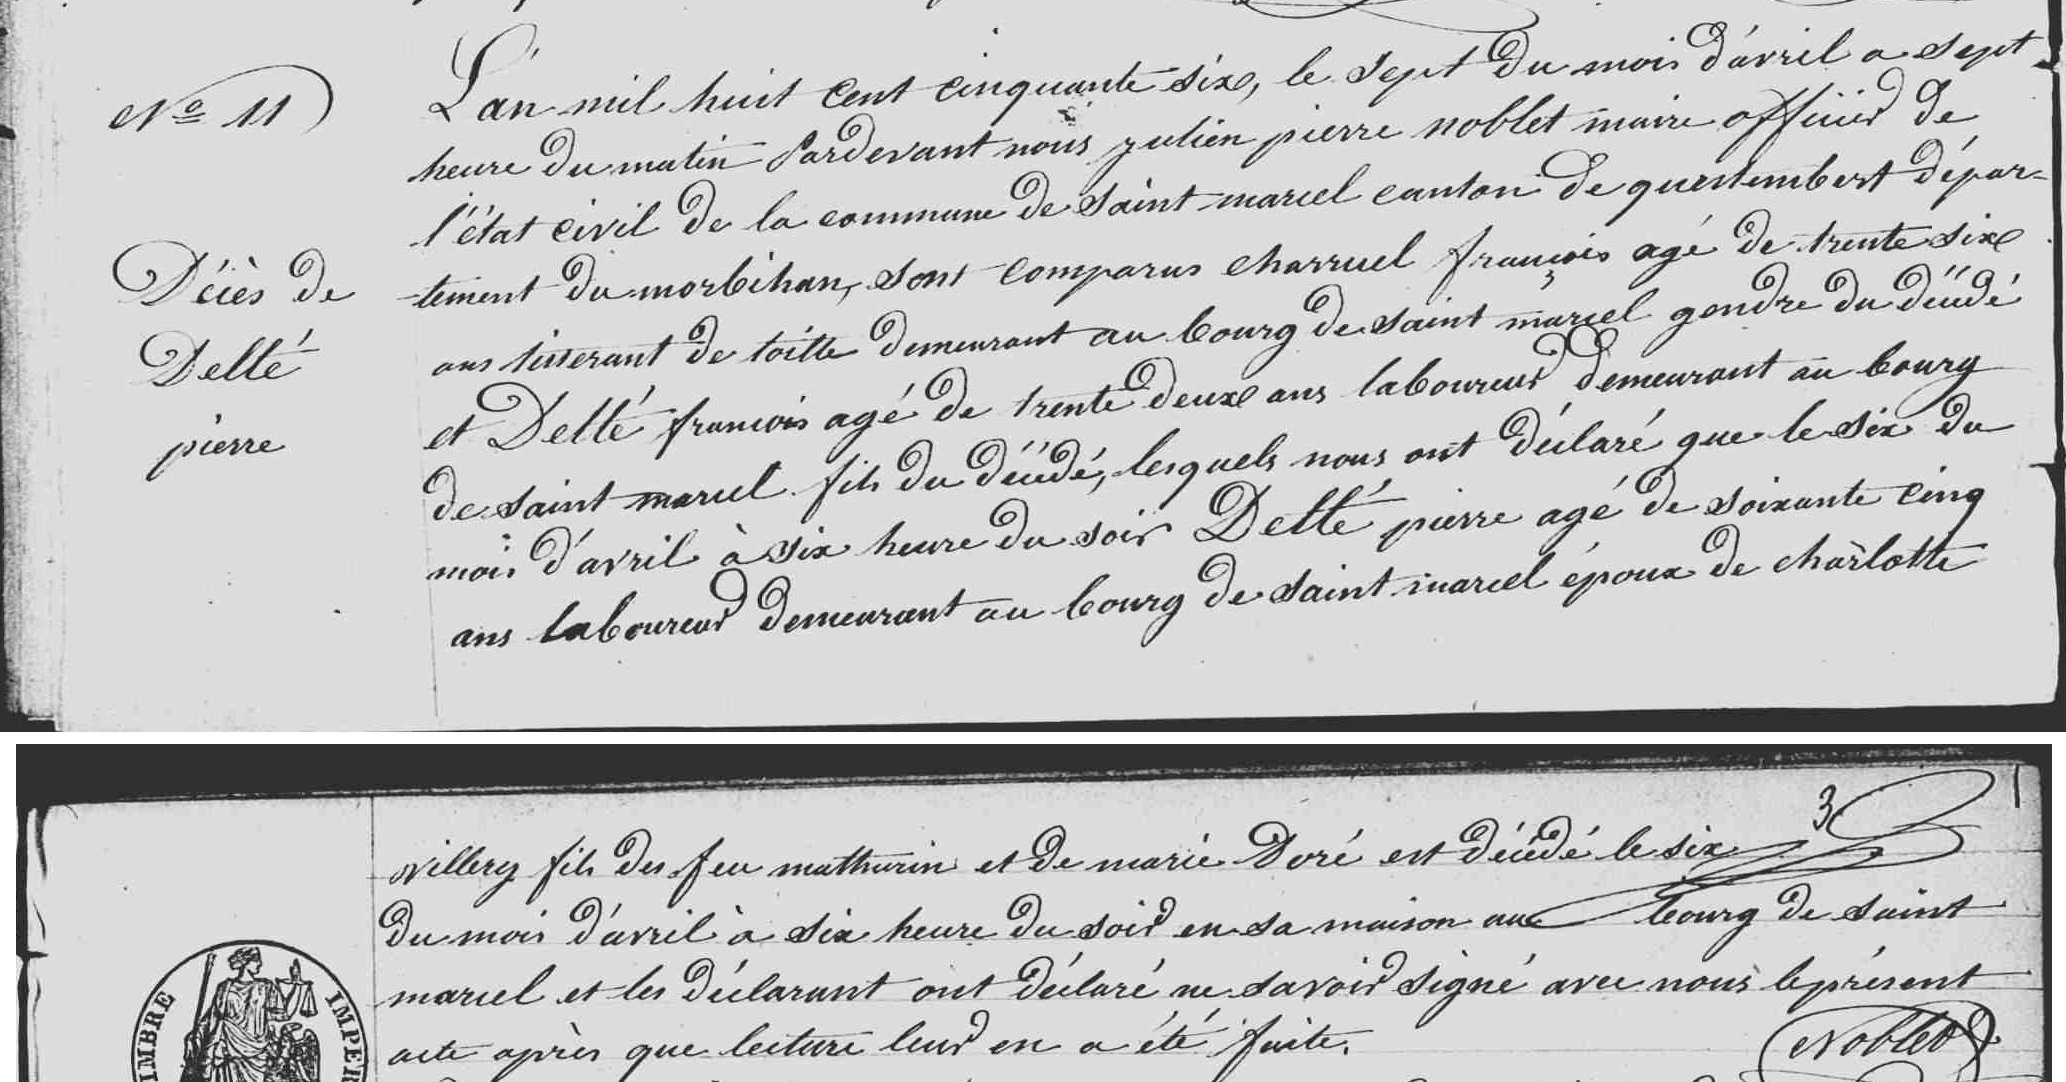 No 11
L'an mil huit cent cinquante six, le sept du mois d'avril a sept
heure du matin Pardevant nous julien pierre noblet maire officier de
l'état civil de la commune de saint marcel canton de questembert dépar=
tement du morbihan, sont comparus charruel françois agé de trente six
ans tisserant de toille demeurant au bourg de saint marcel gendre du décédé
et Delté francois agé de trente deux ans laboureur demeurant au bourg
de saint marcel fils du décédé, lesquels nous ont déclaré que le six du
mois d'avril à six heure du soir Delté pierre agé de soixante cinq
ans laboureur demeurant au bourg de saint marcel époux de charlotte
Décès de
Delté
pierre
3
villery fils des feu mathurin et de marie Doré est décédé le six
du mois d'avril à six heure du soir en sa maison au bourg de saint
marcel et les déclarant ont déclaré ne savoir signé avec nous le présent
acte après que lecture leur en a été faite.
Noblet
TIMBRE IMPER